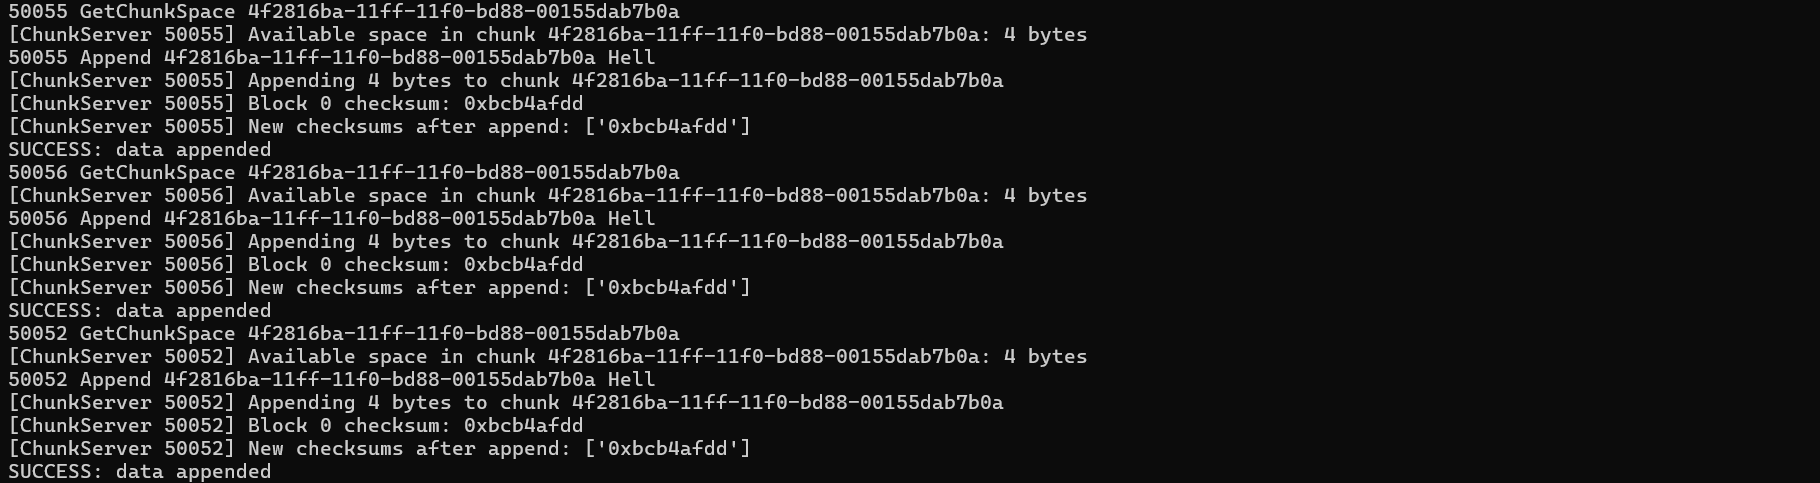 50055 GetChunkSpace 4f2816ba-11ff-11f0-bd88-00155dab7b0a
[ChunkServer 50055] Available space in chunk 4f2816ba-11ff-11f0-bd88-00155dab7b0a: 4 bytes
50055 Append 4f2816ba-11ff-11f0-bd88-00155dab7b0a Hell
[ChunkServer 50055] Appending 4 bytes to chunk 4f2816ba-11ff-11f0-bd88-00155dab7b0a
[ChunkServer 50055] Block 0 checksum: 0xbcb4afdd
[ChunkServer 50055] New checksums after append: ['0xbcb4afdd']
SUCCESS: data appended
50056 GetChunkSpace 4f2816ba-11ff-11f0-bd88-00155dab7b0a
[ChunkServer 50056] Available space in chunk 4f2816ba-11ff-11f0-bd88-00155dab7b0a: 4 bytes
50056 Append 4f2816ba-11ff-11f0-bd88-00155dab7b0a Hell
[ChunkServer 50056] Appending 4 bytes to chunk 4f2816ba-11ff-11f0-bd88-00155dab7b0a
[ChunkServer 50056] Block 0 checksum: 0xbcb4afdd
[ChunkServer 50056] New checksums after append: ['0xbcb4afdd']
SUCCESS: data appended
50052 GetChunkSpace 4f2816ba-11ff-11f0-bd88-00155dab7b0a
[ChunkServer 50052] Available space in chunk 4f2816ba-11ff-11f0-bd88-00155dab7b0a: 4 bytes
50052 Append 4f2816ba-11ff-11f0-bd88-00155dab7b0a Hell
[ChunkServer 50052] Appending 4 bytes to chunk 4f2816ba-11ff-11f0-bd88-00155dab7b0a
[ChunkServer 50052] Block 0 checksum: 0xbcb4afdd
[ChunkServer 50052] New checksums after append: ['0xbcb4afdd']
SUCCESS: data appended